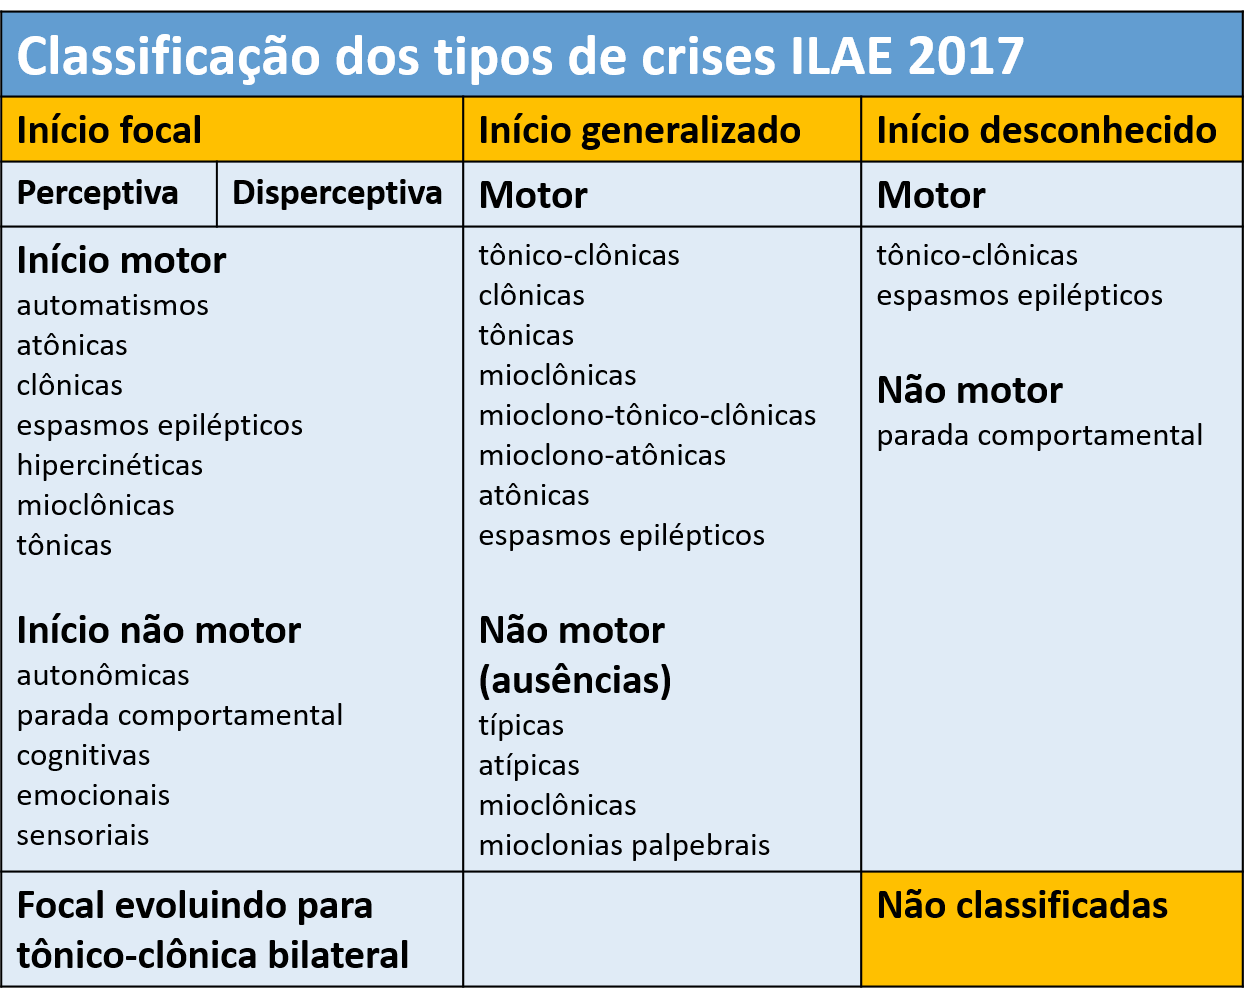 Classificação dos tipos de crises ILAE 2017
Início focal
Início generalizado
Início desconhecido
Perceptiva
Disperceptiva
Motor
Motor
Início motor
automatismos
atônicas
clônicas
espasmos epilépticos
hipercinéticas
mioclônicas
tônicas
Início não motor
autonômicas
parada comportamental
cognitivas
emocionais
sensoriais
tônico-clônicas
clônicas
tônicas
mioclônicas
mioclono-tônico-clônicas
mioclono-atônicas
atônicas
espasmos epilépticos
Não motor
(ausências)
típicas
atípicas
mioclônicas
mioclonias palpebrais
tônico-clônicas
espasmos epilépticos
Não motor
parada comportamental
Focal evoluindo para
tônico-clônica bilateral
Não classificadas